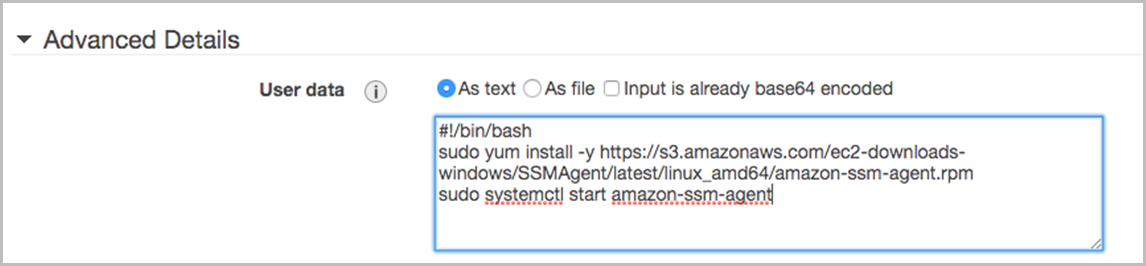 Advanced Details
User data i As text As file Input is already base64 encoded
#!/bin/bash
sudo yum install -y https://s3.amazonaws.com/ec2-downloads-
windows/SSMAgent/latest/linux_amd64/amazon-ssm-agent.rpm
sudo systemctl start amazon-ssm-agent